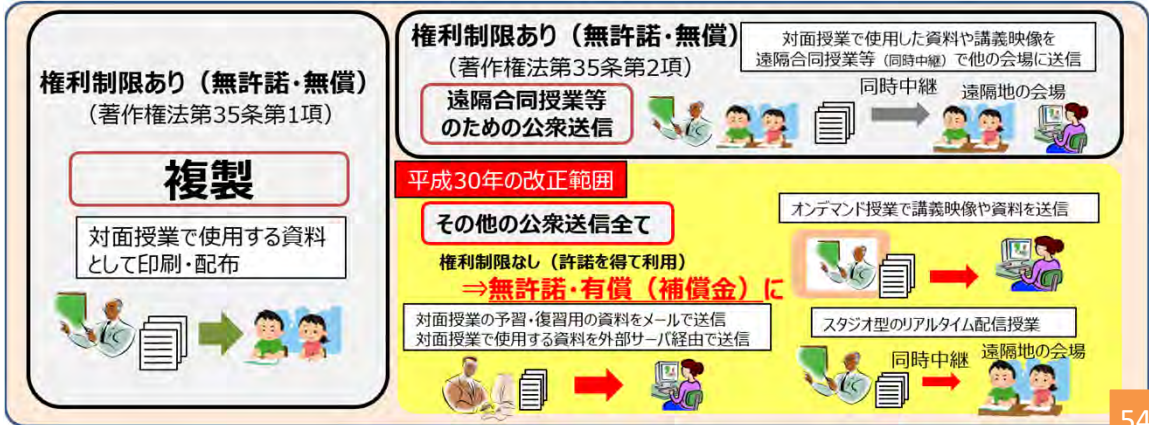 権利制限あり（無許諾・無償）
（著作権法第35条第1項）
複製
対面授業で使用する資料
として印刷・配布
権利制限あり（無許諾・無償）
（著作権法第35条第2項）
遠隔合同授業等
のための公衆送信
対面授業で使用した資料や講義映像を
遠隔合同授業等（同時中継）で他の会場に送信
同時中継
遠隔地の会場
平成30年の改正範囲
その他の公衆送信全て
権利制限なし（許諾を得て利用）
⇒無許諾・有償（補償金）に
対面授業の予習・復習用の資料をメールで送信
対面授業で使用する資料を外部サーバ経由で送信
オンデマンド授業で講義映像や資料を送信
スタジオ型のリアルタイム配信授業
同時中継
遠隔地の会場
54